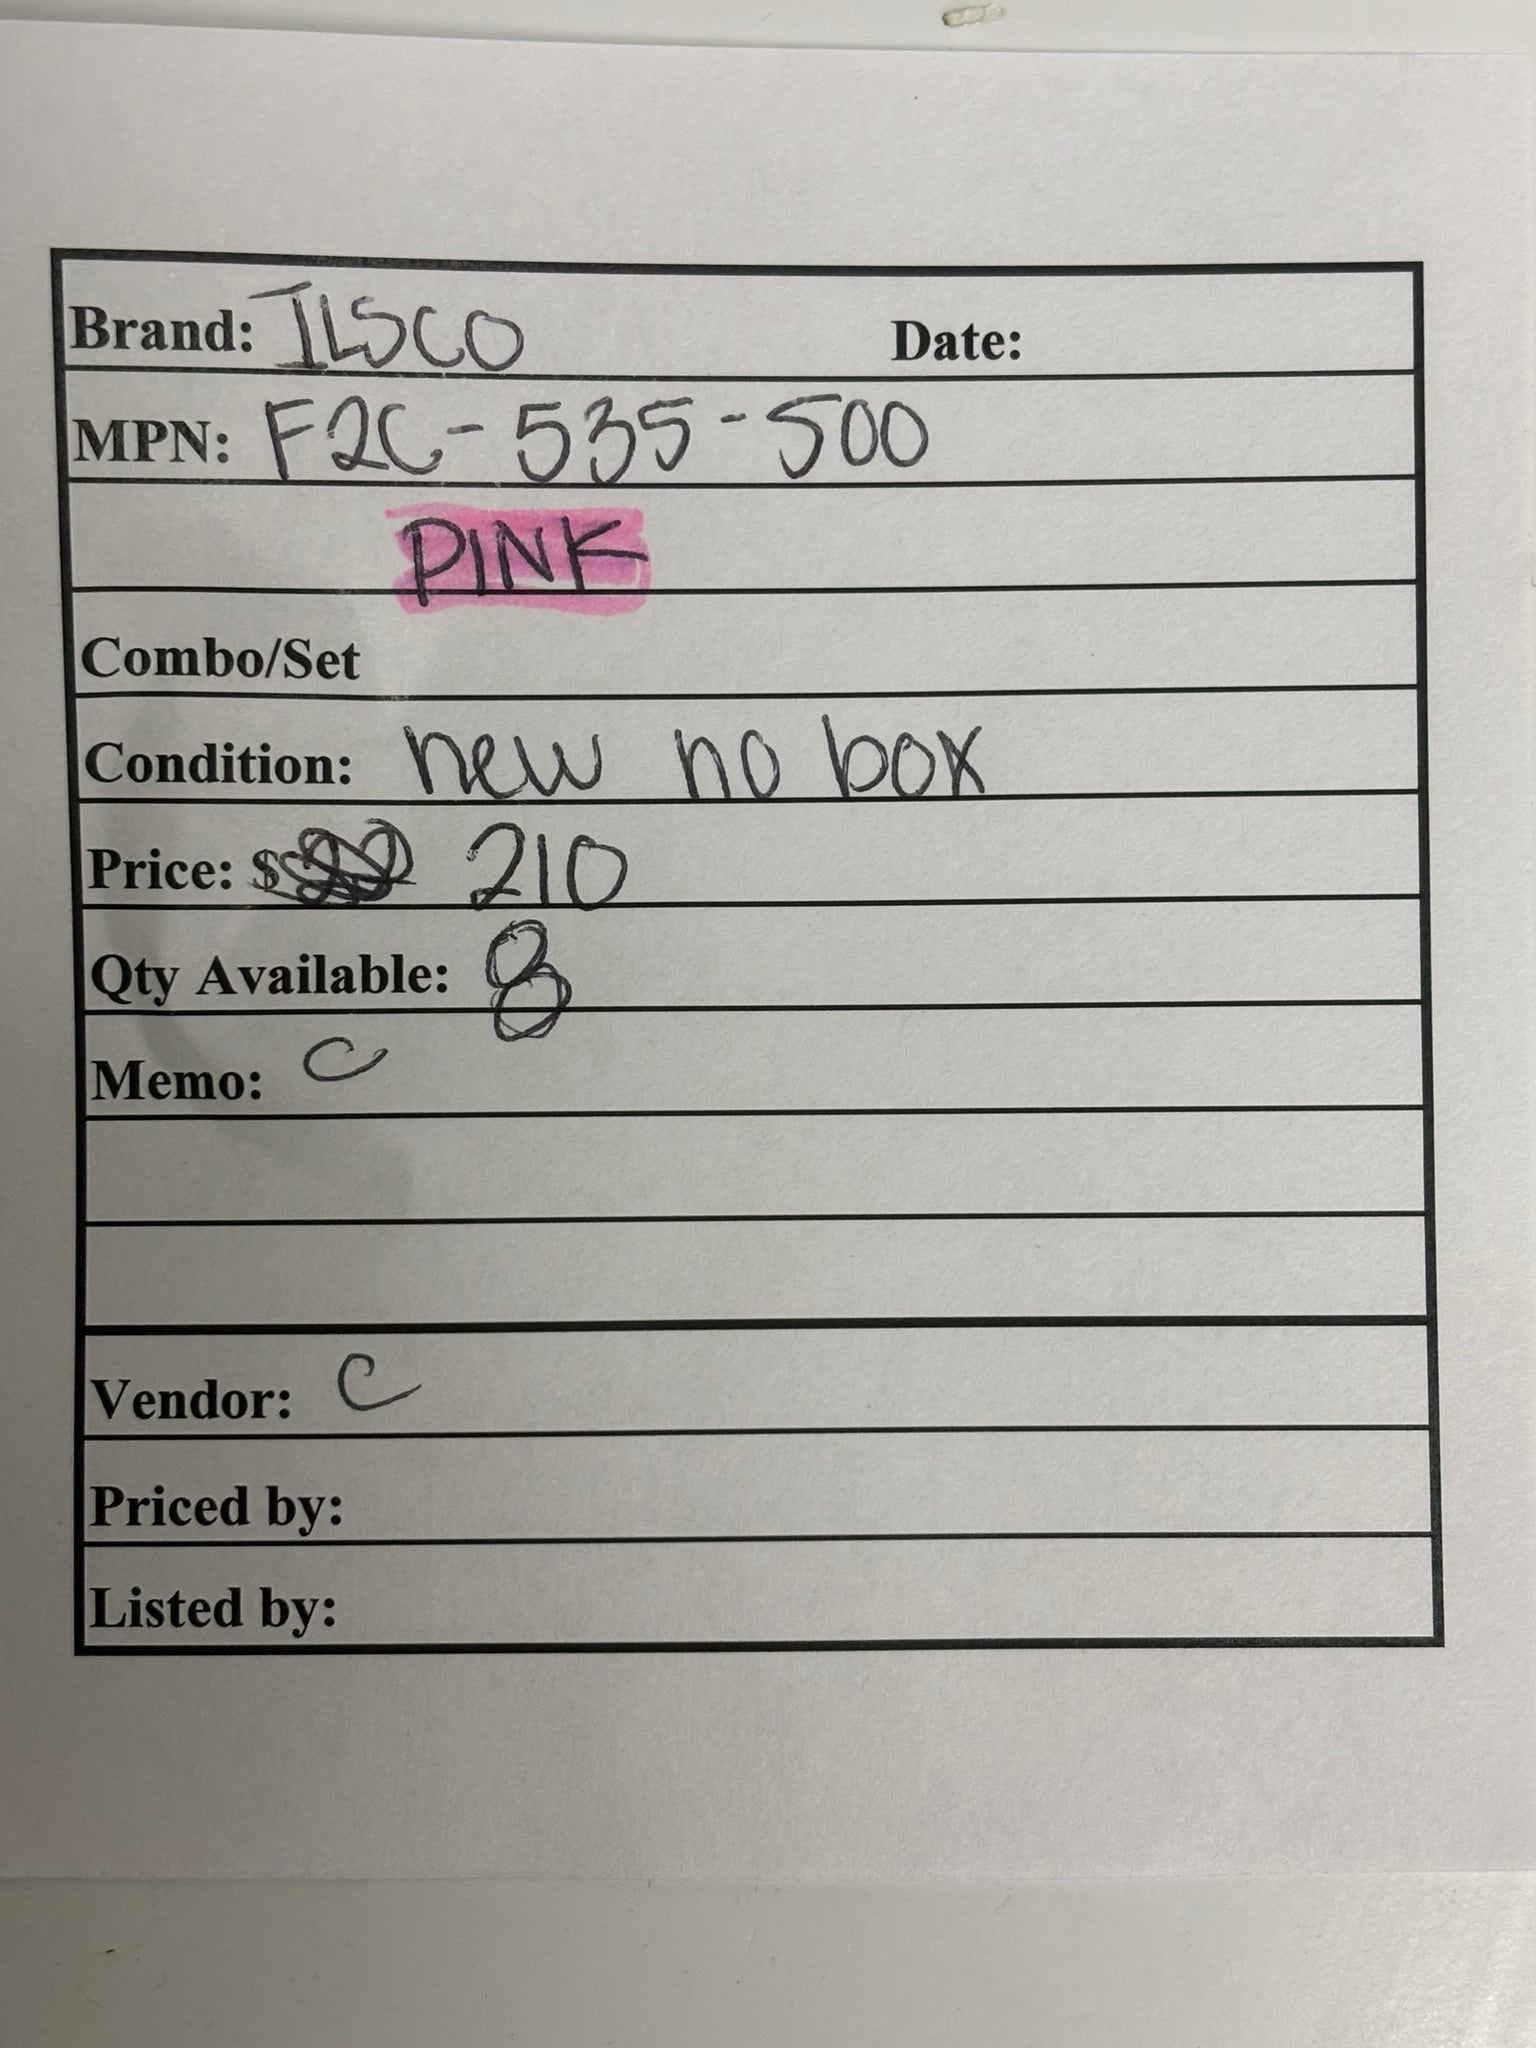 Brand: ILSCO Date:
MPN: F2C-535-500
PINK
Combo/Set
Condition: new no box
Price: $ 210
Qty Available: 8
Memo: C
Vendor: C
Priced by:
Listed by: